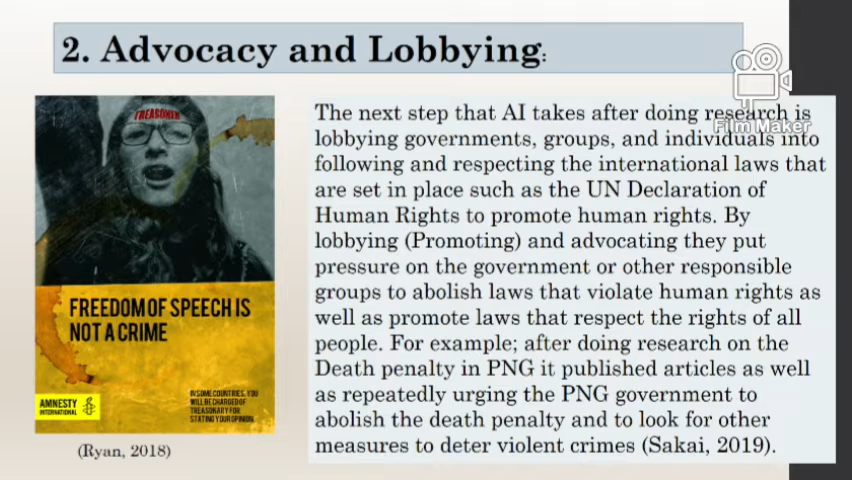 2. Advocacy and Lobbying:
Film Maker
TREASONER
FREEDOM OF SPEECH IS
NOT A CRIME
AMNESTY
INTERNATIONAL
IN SOME COUNTRIES, YOU
WILL BE CHARGED OF
TREASONARY FOR
STATING YOUR OPINION.
(Ryan, 2018)
The next step that AI takes after doing research is
lobbying governments, groups, and individuals into
following and respecting the international laws that
are set in place such as the UN Declaration of
Human Rights to promote human rights. By
lobbying (Promoting) and advocating they put
pressure on the government or other responsible
groups to abolish laws that violate human rights as
well as promote laws that respect the rights of all
people. For example; after doing research on the
Death penalty in PNG it published articles as well
as repeatedly urging the PNG government to
abolish the death penalty and to look for other
measures to deter violent crimes (Sakai, 2019).